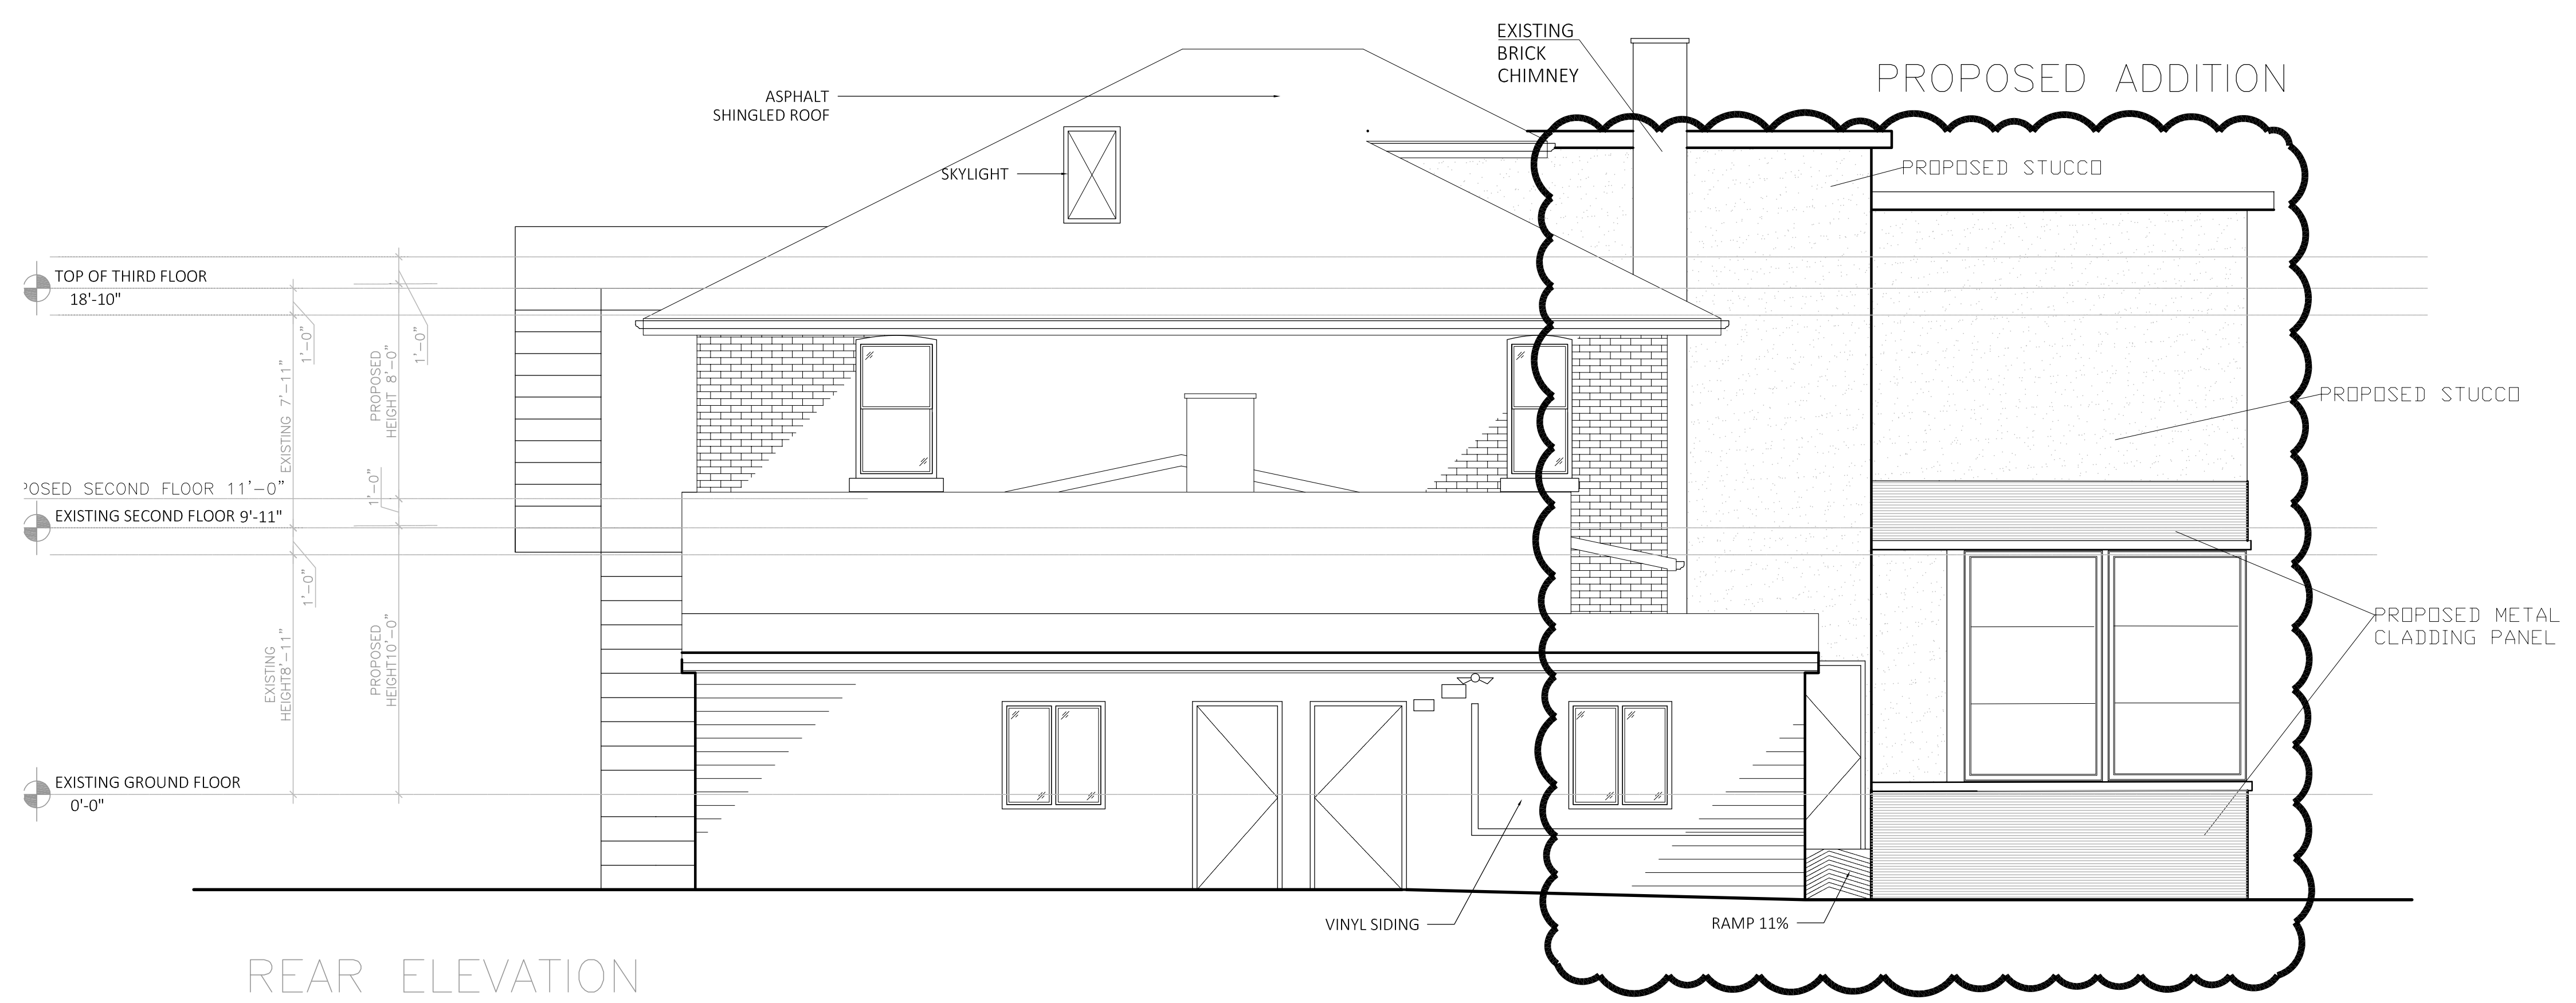 EXISTING
BRICK
CHIMNEY
PROPOSED ADDITION
ASPHALT
SHINGLED ROOF
SKYLIGHT
PROPOSED STUCCO
TOP OF THIRD FLOOR
18'-10"
1'-0"
1'-0"
EXISTING 7'-11"
PROPOSED
HEIGHT 8'-0"
PROPOSED STUCCO
1'-0"
SECOND FLOOR 11'-0"
EXISTING SECOND FLOOR 9'-11"
1'-0"
EXISTING
HEIGHT8'-11"
PROPOSED
HEIGHT10'-0"
PROPOSED METAL
CLADDING PANEL
EXISTING GROUND FLOOR
0'-0"
VINYL SIDING
RAMP 11%
REAR ELEVATION